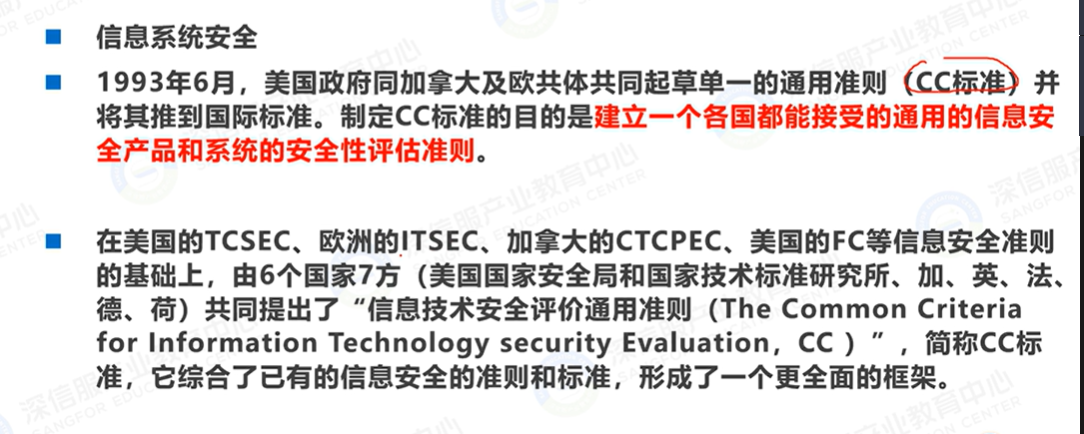 信息系统安全
1993年6月，美国政府同加拿大及欧共体共同起草单一的通用准则（CC标准）并
将其推到国际标准。制定CC标准的目的是建立一个各国都能接受的通用的信息安
全产品和系统的安全性评估准则。
在美国的TCSEC、欧洲的ITSEC、加拿大的CTCPEC、美国的FC等信息安全准则
的基础上，由6个国家7方（美国国家安全局和国家技术标准研究所、加、英、法、
德、荷）共同提出了“信息技术安全评价通用准则（The Common Criteria
for Information Technology security Evaluation，CC ）”，简称CC标
准，它综合了已有的信息安全的准则和标准，形成了一个更全面的框架。
深信服产业教育中心
SANGFOR EDUCATION CENTER